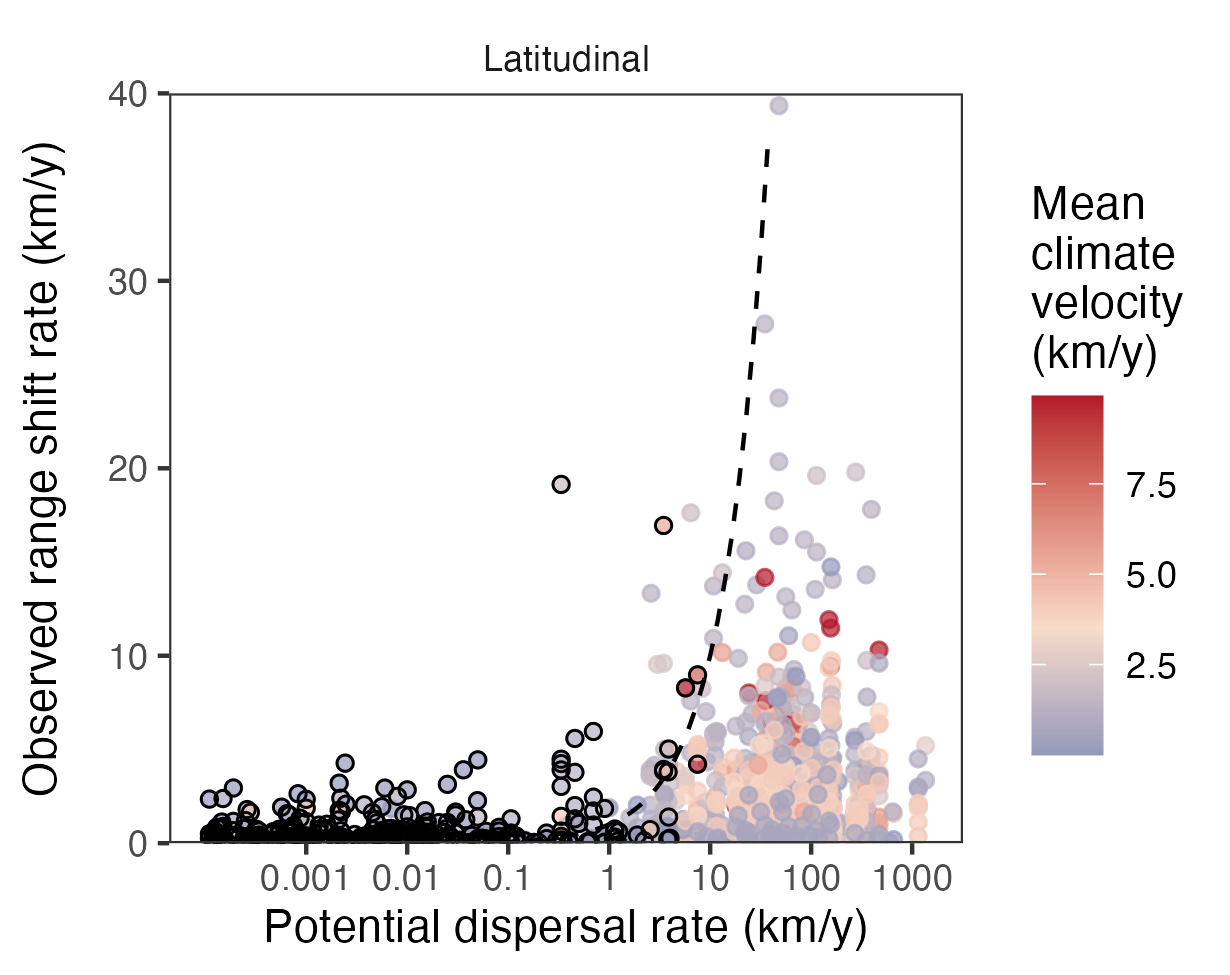 Latitudinal
Observed range shift rate (km/y)
40
30
20
10
0
0.001 0.01 0.1 1 10 100 1000
Potential dispersal rate (km/y)
Mean
climate
velocity
(km/y)
7.5
5.0
2.5